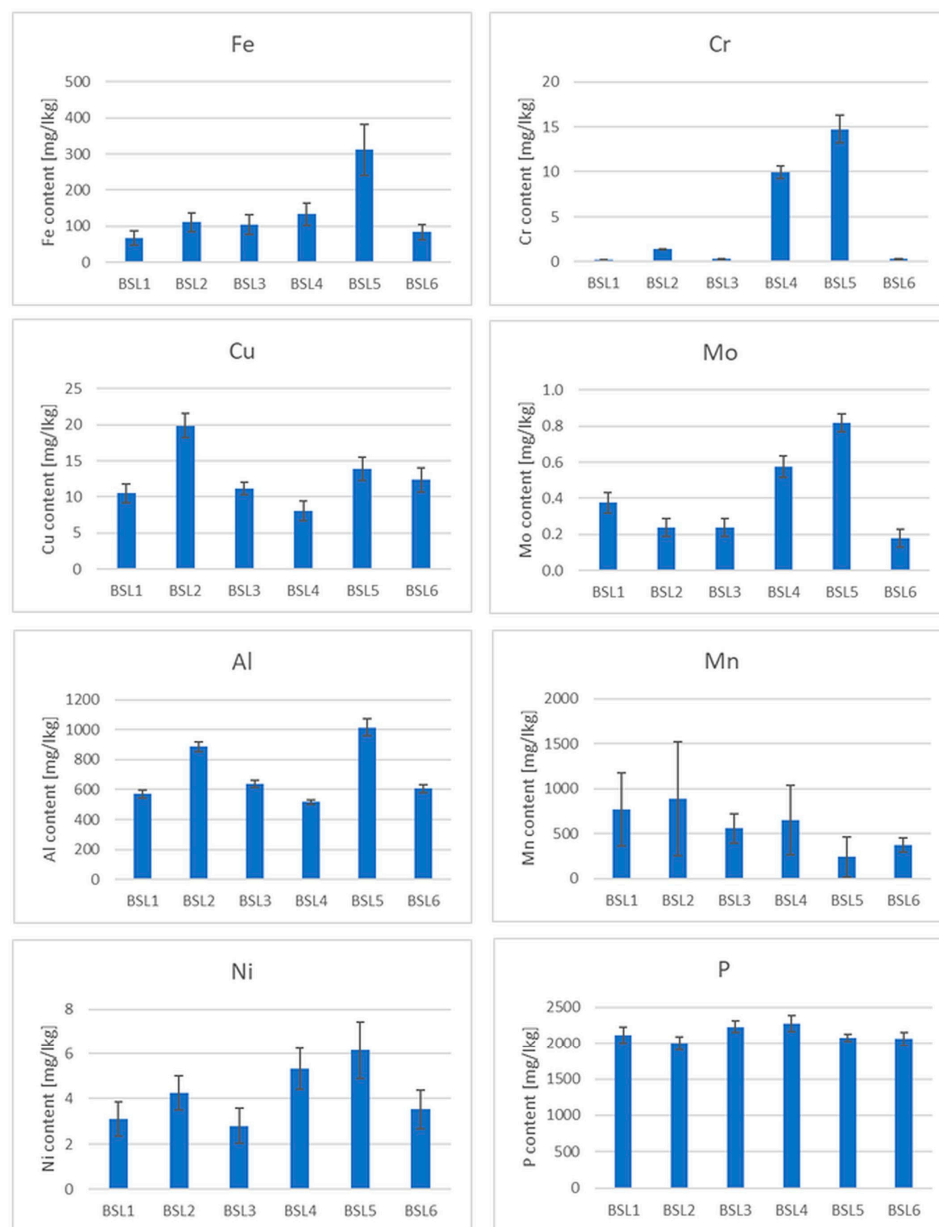 Fe
Fe content [mg/lkg]
500
400
300
200
100
0
BSL1 BSL2 BSL3 BSL4 BSL5 BSL6
Cr
Cr content [mg/lkg]
20
15
10
5
0
BSL1 BSL2 BSL3 BSL4 BSL5 BSL6
Cu
Cu content [mg/lkg]
25
20
15
10
5
0
BSL1 BSL2 BSL3 BSL4 BSL5 BSL6
Mo
Mo content [mg/lkg]
1.0
0.8
0.6
0.4
0.2
0.0
BSL1 BSL2 BSL3 BSL4 BSL5 BSL6
Al
Al content [mg/lkg]
1200
1000
800
600
400
200
0
BSL1 BSL2 BSL3 BSL4 BSL5 BSL6
Mn
Mn content [mg/lkg]
2000
1500
1000
500
0
BSL1 BSL2 BSL3 BSL4 BSL5 BSL6
Ni
Ni content [mg/lkg]
8
6
4
2
0
BSL1 BSL2 BSL3 BSL4 BSL5 BSL6
P
P content [mg/lkg]
2500
2000
1500
1000
500
0
BSL1 BSL2 BSL3 BSL4 BSL5 BSL6